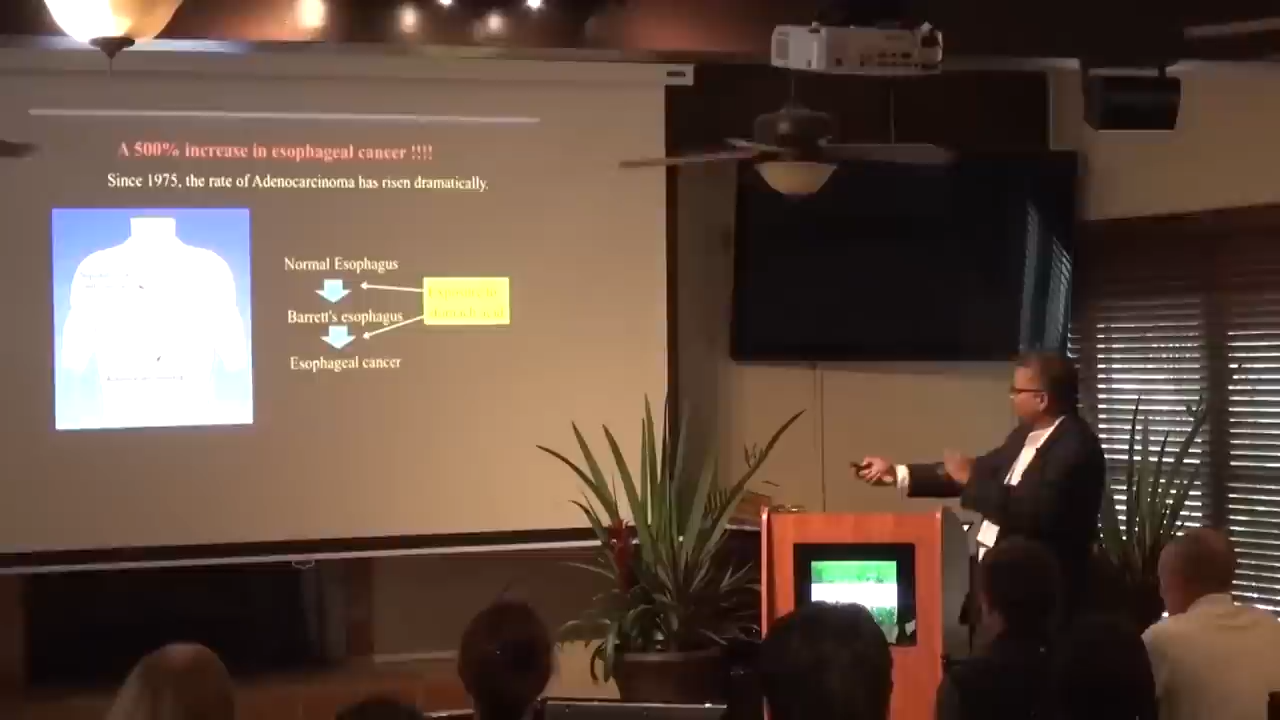 A 500% increase in esophageal cancer !!!!
Since 1975, the rate of Adenocarcinoma has risen dramatically.
Normal Esophagus
Barrett's esophagus
Esophageal cancer